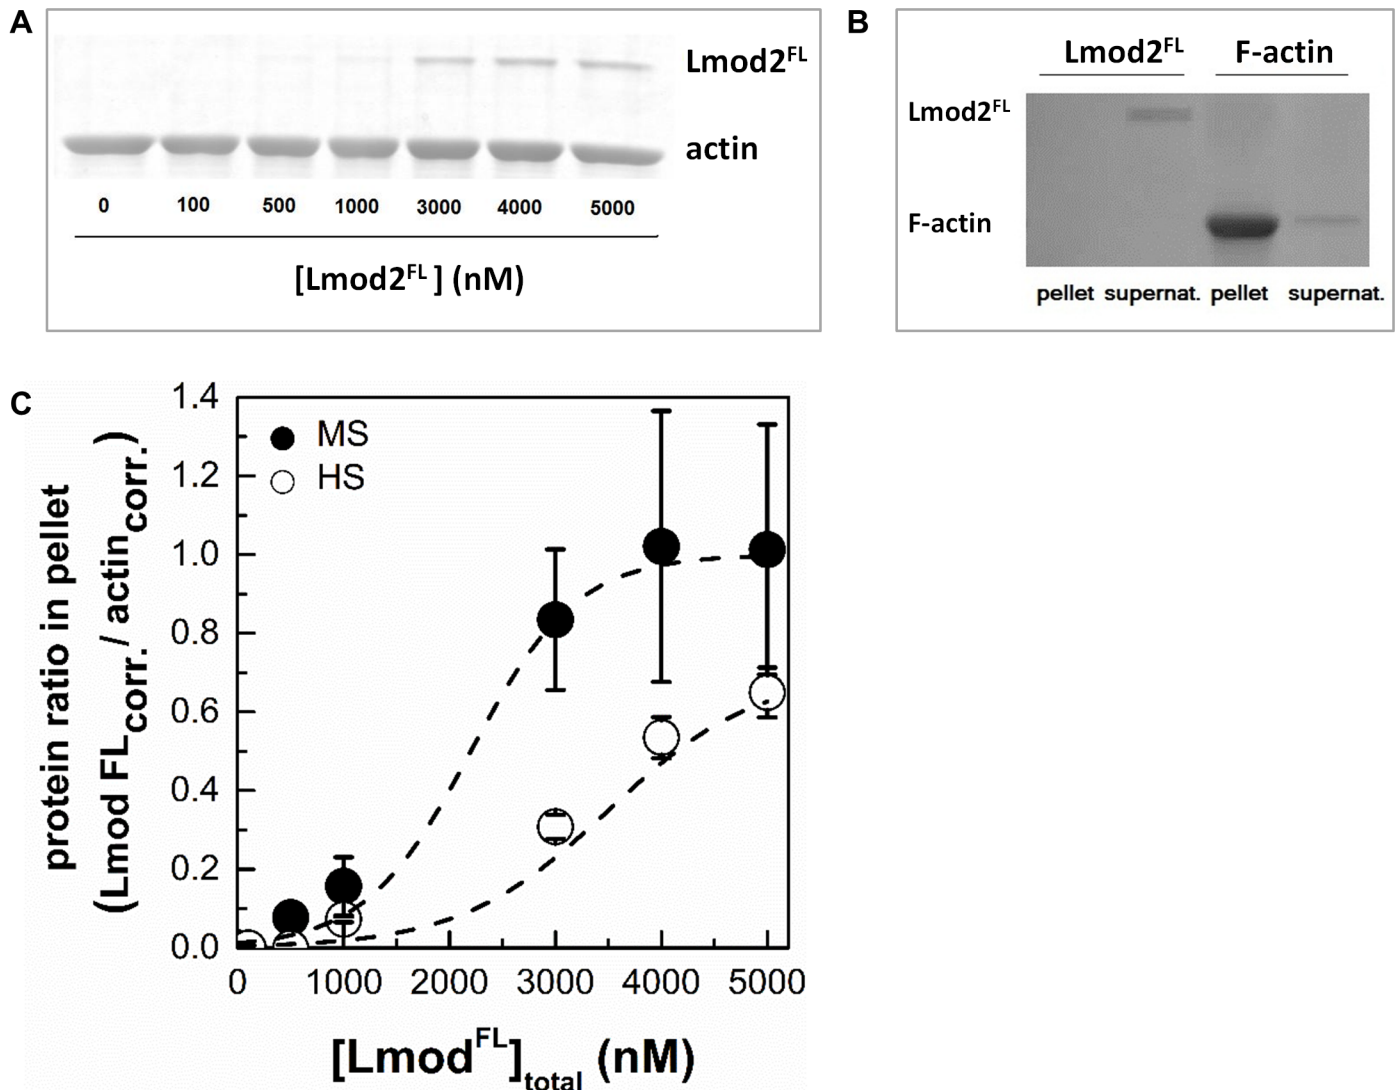 A
Lmod2FL
actin
0 100 500 1000 3000 4000 5000
[Lmod2FL] (nM)
B
Lmod2FL F-actin
Lmod2FL
F-actin
pellet supernat. pellet supernat.
C
protein ratio in pellet
(Lmod FLcorr./ actincorr.)
1.4
1.2
1.0
0.8
0.6
0.4
0.2
0.0
MS
HS
0 1000 2000 3000 4000 5000
[LmodFL]total (nM)